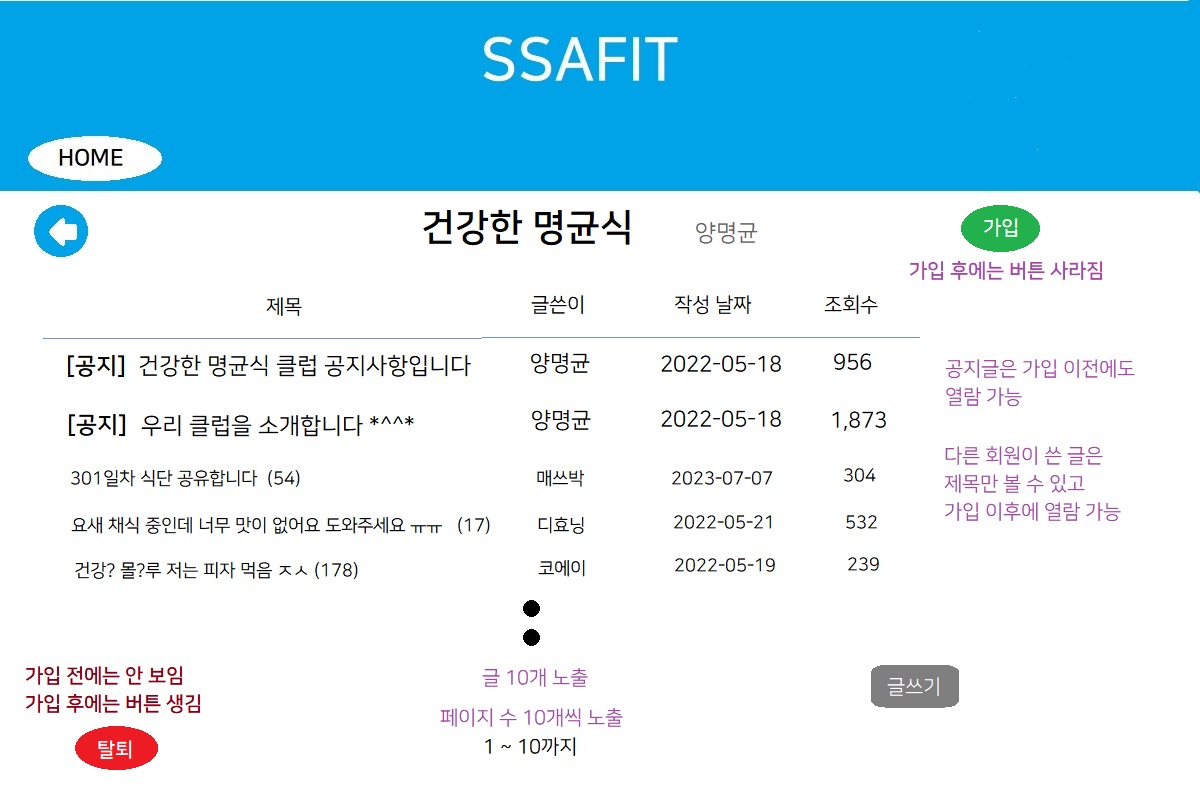 SSAFIT
HOME
건강한 명균식 양명균 가입
가입 후에는 버튼 사라짐
제목 글쓴이 작성 날짜 조회수
[공지] 건강한 명균식 클럽 공지사항입니다 양명균 2022-05-18 956
공지글은 가입 이전에도
열람 가능
[공지] 우리 클럽을 소개합니다 *^^* 양명균 2022-05-18 1,873
301일차 식단 공유합니다 (54) 매쓰박 2023-07-07 304
다른 회원이 쓴 글은
제목만 볼 수 있고
가입 이후에 열람 가능
요새 채식 중인데 너무 맛이 없어요 도와주세요 ㅠㅠ (17) 디효닝 2022-05-21 532
건강? 몰?루 저는 피자 먹음 ㅈㅅ (178) 코에이 2022-05-19 239
가입 전에는 안 보임
가입 후에는 버튼 생김
탈퇴
글 10개 노출
페이지 수 10개씩 노출
1 ~ 10까지
글쓰기